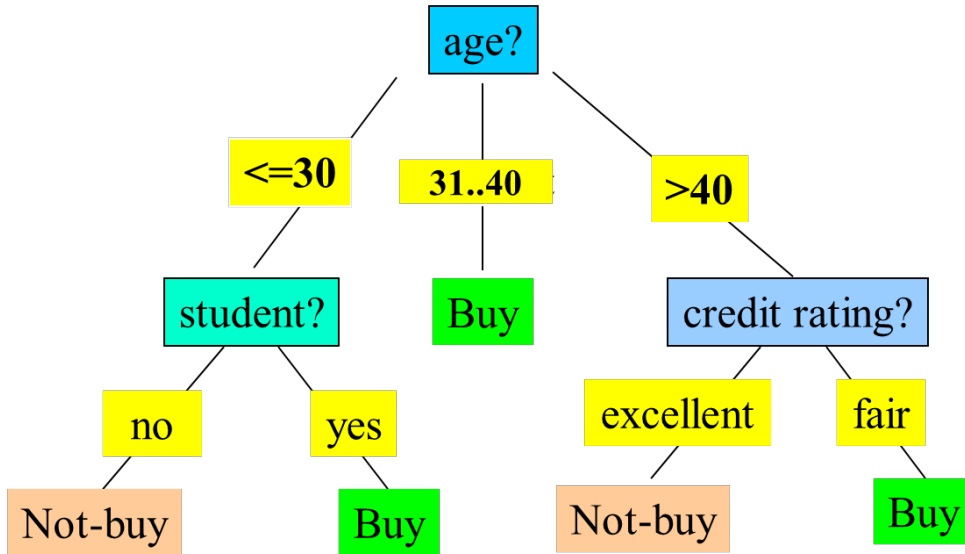 age?
<=30
31..40
>40
student?
Buy
credit rating?
no
yes
excellent
fair
Not-buy
Buy
Not-buy
Buy